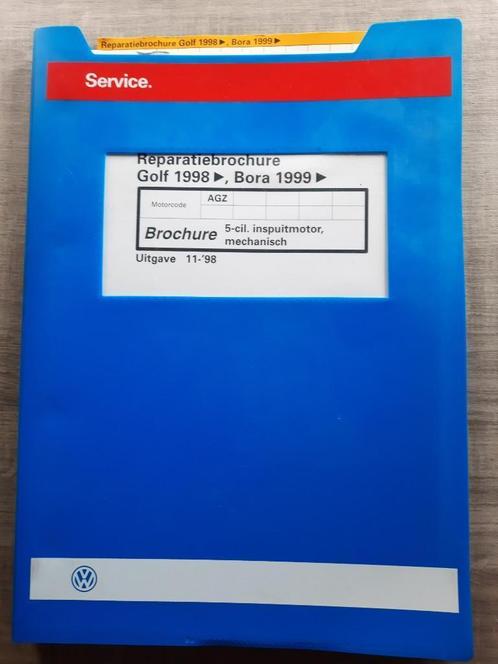 Reparatiebrochure Golf 1998 ►, Bora 1999 ►
Service.
Reparatiebrochure
Golf 1998 ►, Bora 1999 ►
Motorcode AGZ
Brochure 5-cil. inspuitmotor,
mechanisch
Uitgave 11-'98
VW